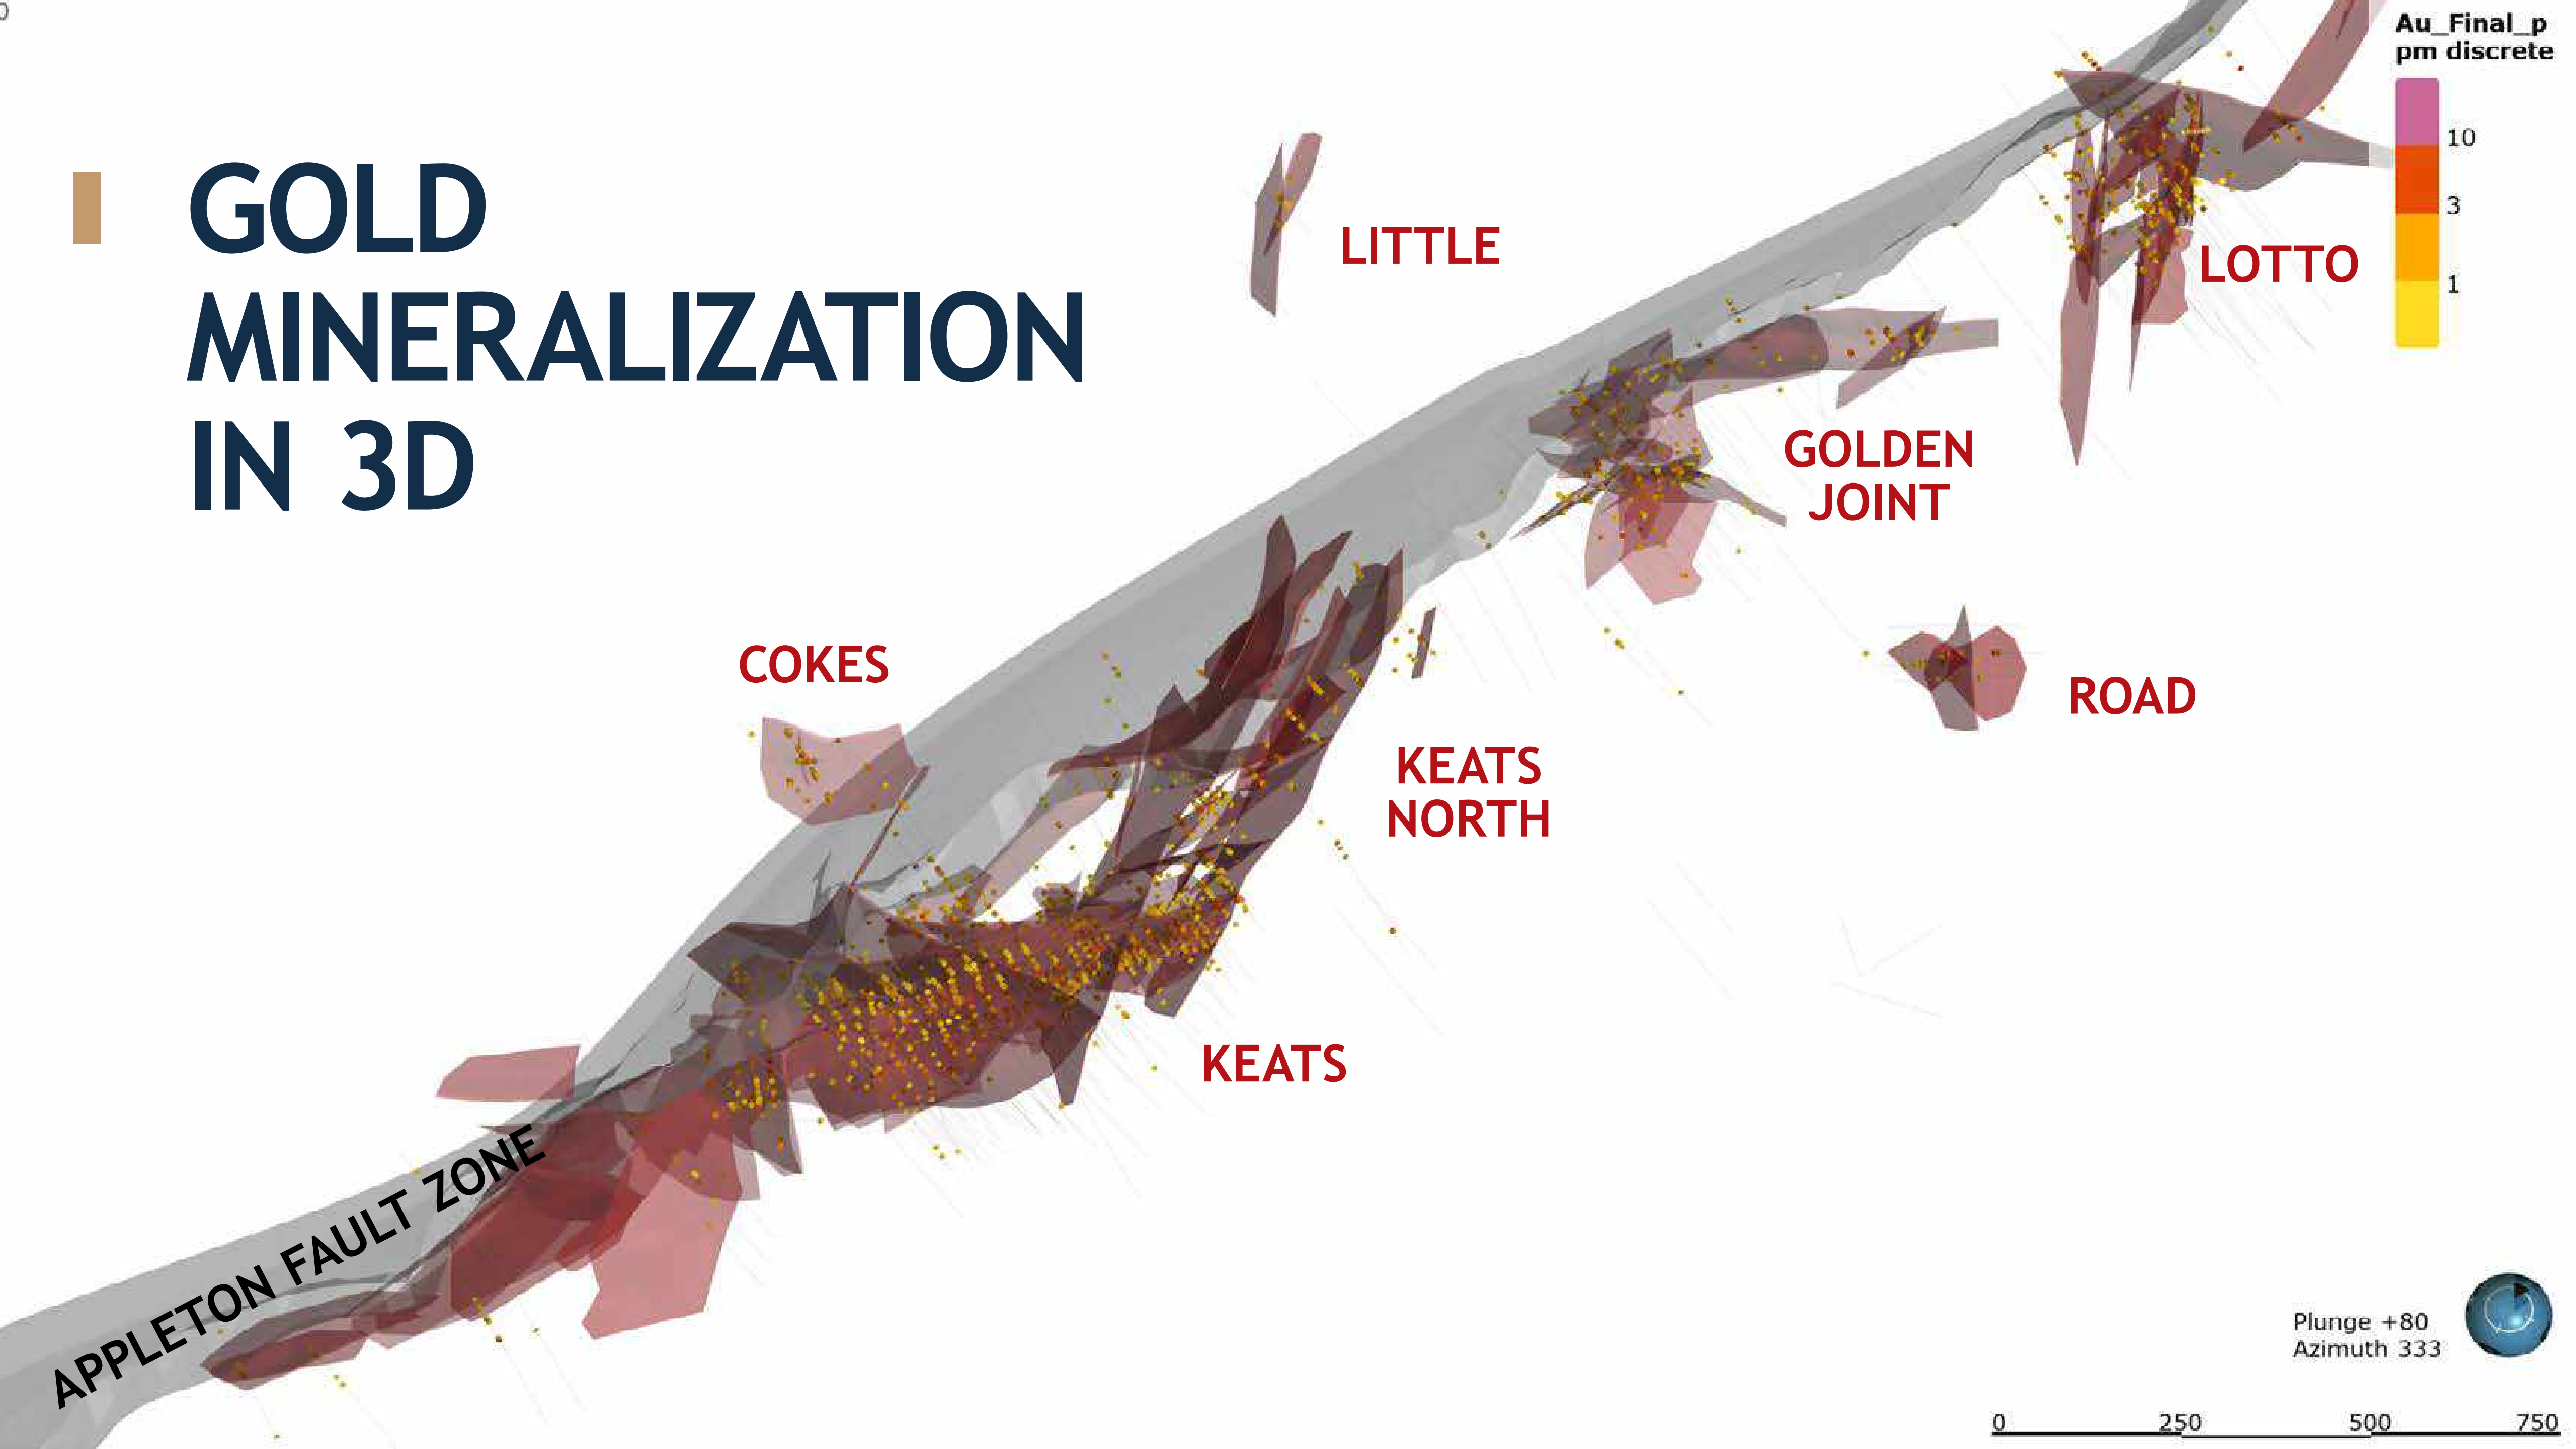 0
GOLD
MINERALIZATION
IN 3D
Au_Final_p
pm discrete
10
3
1
LITTLE
LOTTO
GOLDEN
JOINT
COKES
ROAD
KEATS
NORTH
KEATS
APPLETON FAULT ZONE
Plunge +80
Azimuth 333
0 250 500 750